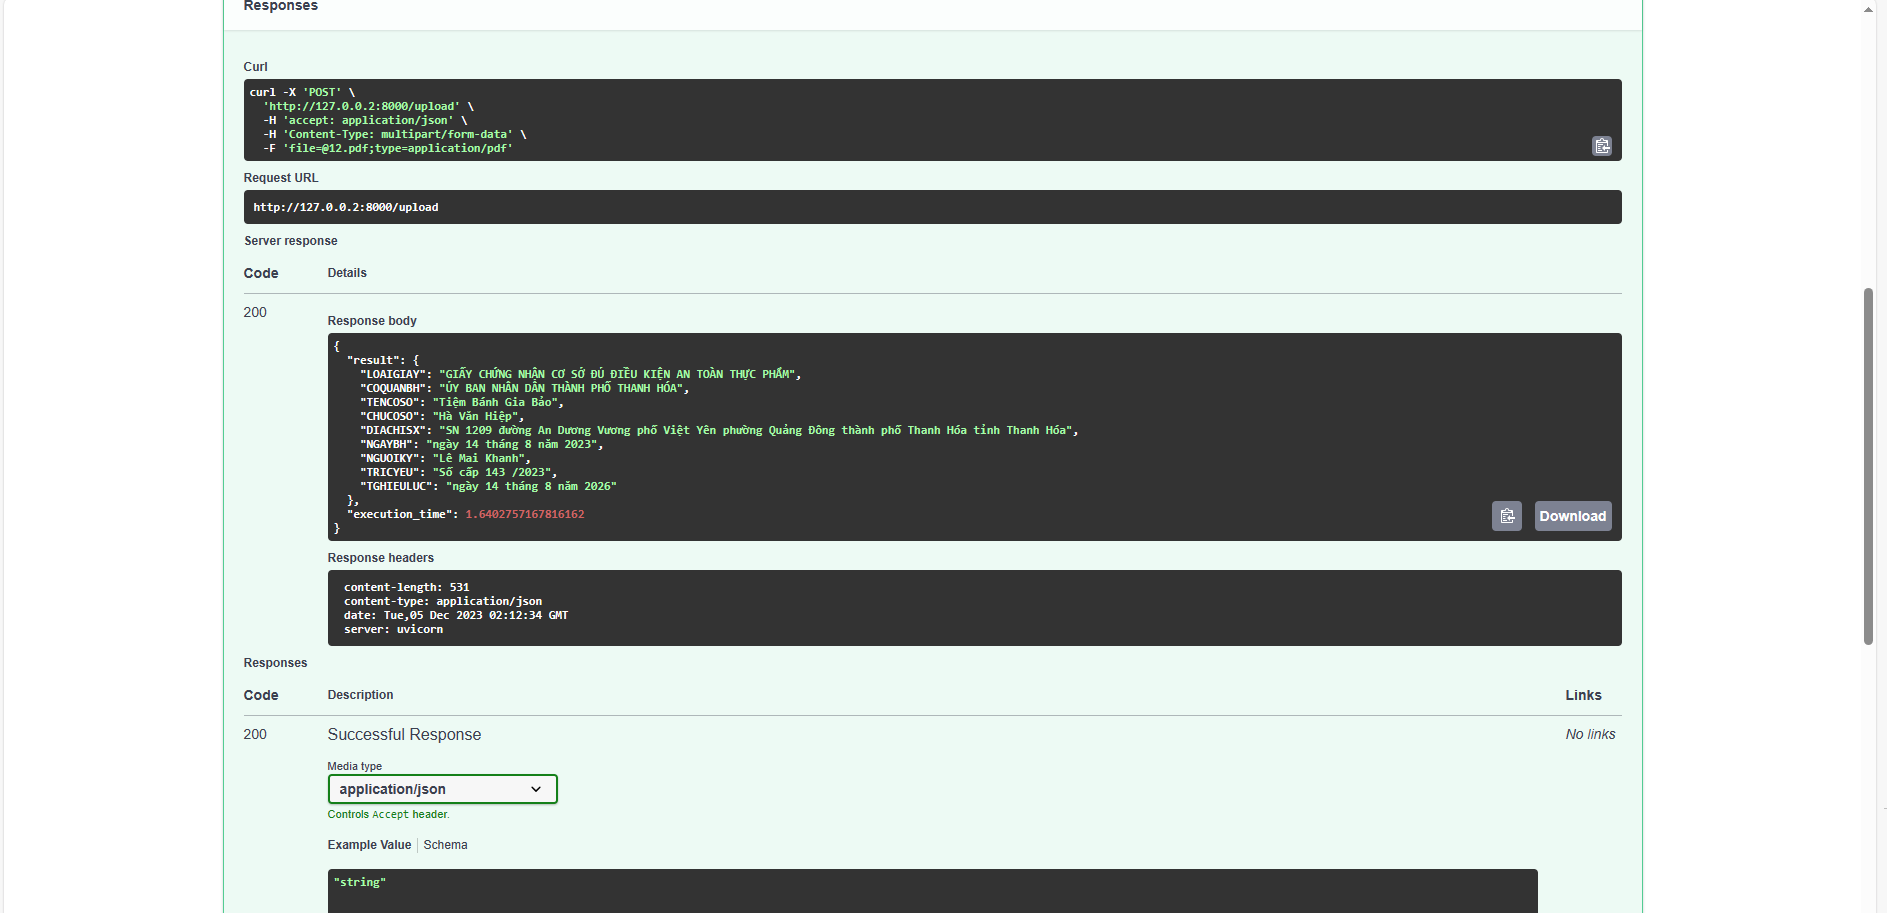 Responses
Curl
curl -X 'POST' \
  'http://127.0.0.2:8000/upload' \
  -H 'accept: application/json' \
  -H 'Content-Type: multipart/form-data' \
  -F 'file=@12.pdf;type=application/pdf'
Request URL
http://127.0.0.2:8000/upload
Server response
Code Details
200
Response body
{
  "result": {
    "LOAIGIAY": "GIẤY CHỨNG NHẬN CƠ SỞ ĐỦ ĐIỀU KIỆN AN TOÀN THỰC PHẨM",
    "COQUANBH": "ỦY BAN NHÂN DÂN THÀNH PHỐ THANH HÓA",
    "TENCOSO": "Tiệm Bánh Gia Bảo",
    "CHUCOSO": "Hà Văn Hiệp",
    "DIACHISX": "SN 1209 đường An Dương Vương phố Việt Yên phường Quảng Đông thành phố Thanh Hóa tỉnh Thanh Hóa",
    "NGAYBH": "ngày 14 tháng 8 năm 2023",
    "NGUOIKY": "Lê Mai Khanh",
    "TRICYEU": "Số cấp 143 /2023",
    "TGHIEULUC": "ngày 14 tháng 8 năm 2026"
  },
  "execution_time": 1.6402757167816162
}
Download
Response headers
content-length: 531
content-type: application/json
date: Tue,05 Dec 2023 02:12:34 GMT
server: uvicorn
Responses
Code Description Links
200 Successful Response No links
Media type
application/json
Controls Accept header.
Example Value Schema
"string"